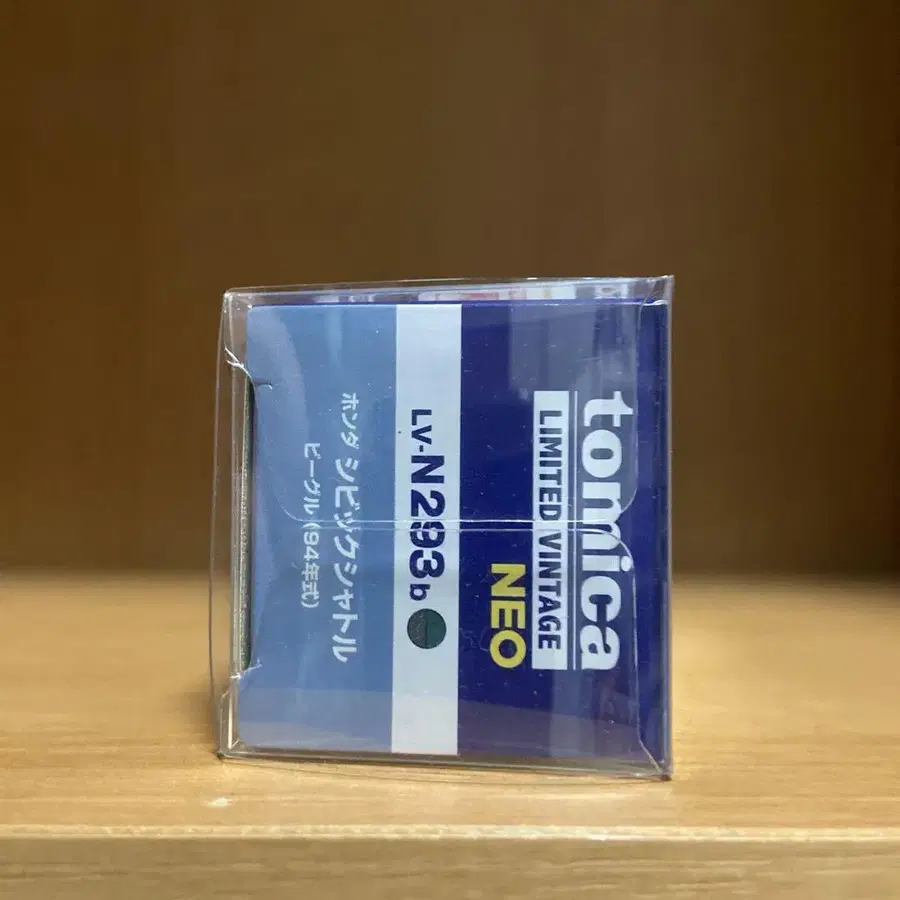 tomica
LIMITED VINTAGE
NEO
LV-N293b
ホンダ シビックシャトル
ビーグル（94年式）